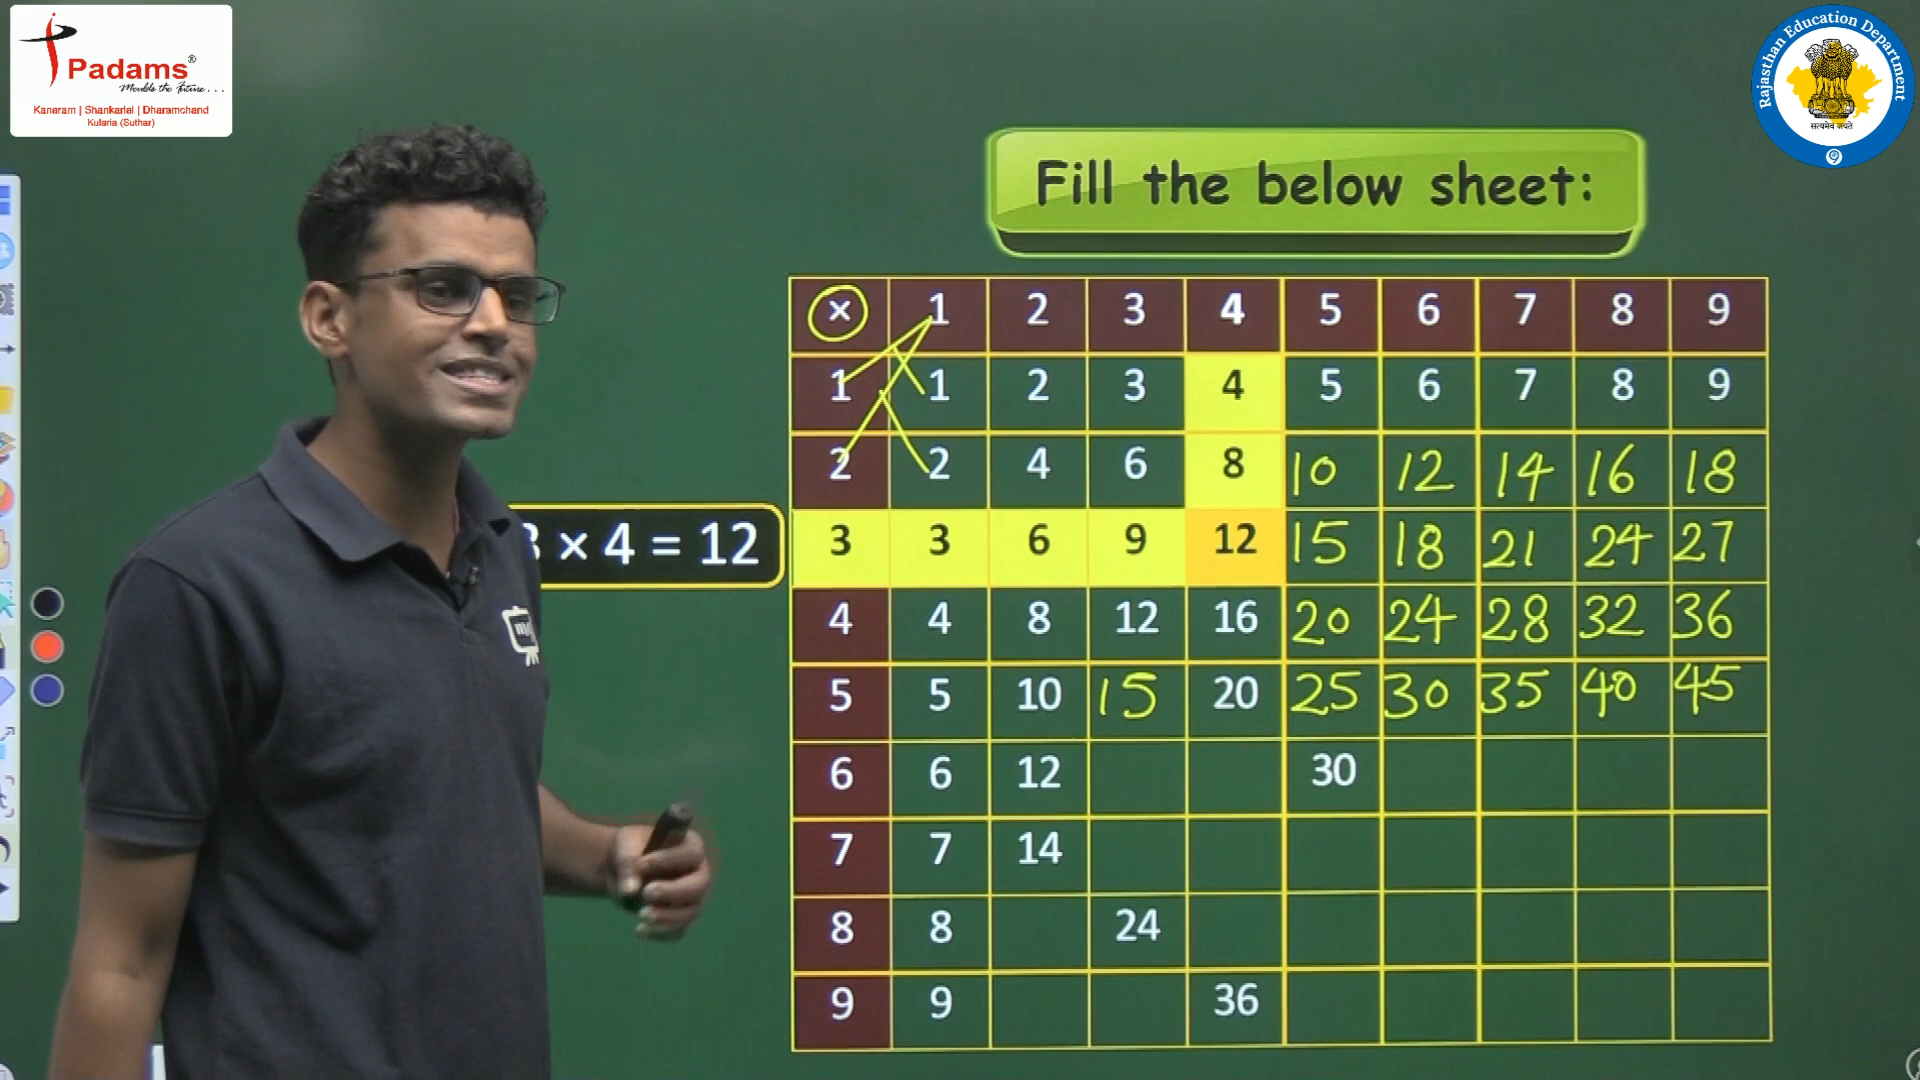 Padams®
Moulds the Future...
Kanaram | Shankarlal | Dharamchand
Kularia (Suthar)
Rajasthan Education Department
सत्यमेव जयते
Fill the below sheet:
× 1 2 3 4 5 6 7 8 9
1 1 2 3 4 5 6 7 8 9
2 2 4 6 8 10 12 14 16 18
3 × 4 = 12
3 3 6 9 12 15 18 21 24 27
4 4 8 12 16 20 24 28 32 36
5 5 10 15 20 25 30 35 40 45
6 6 12 30
7 7 14
8 8 24
9 9 36